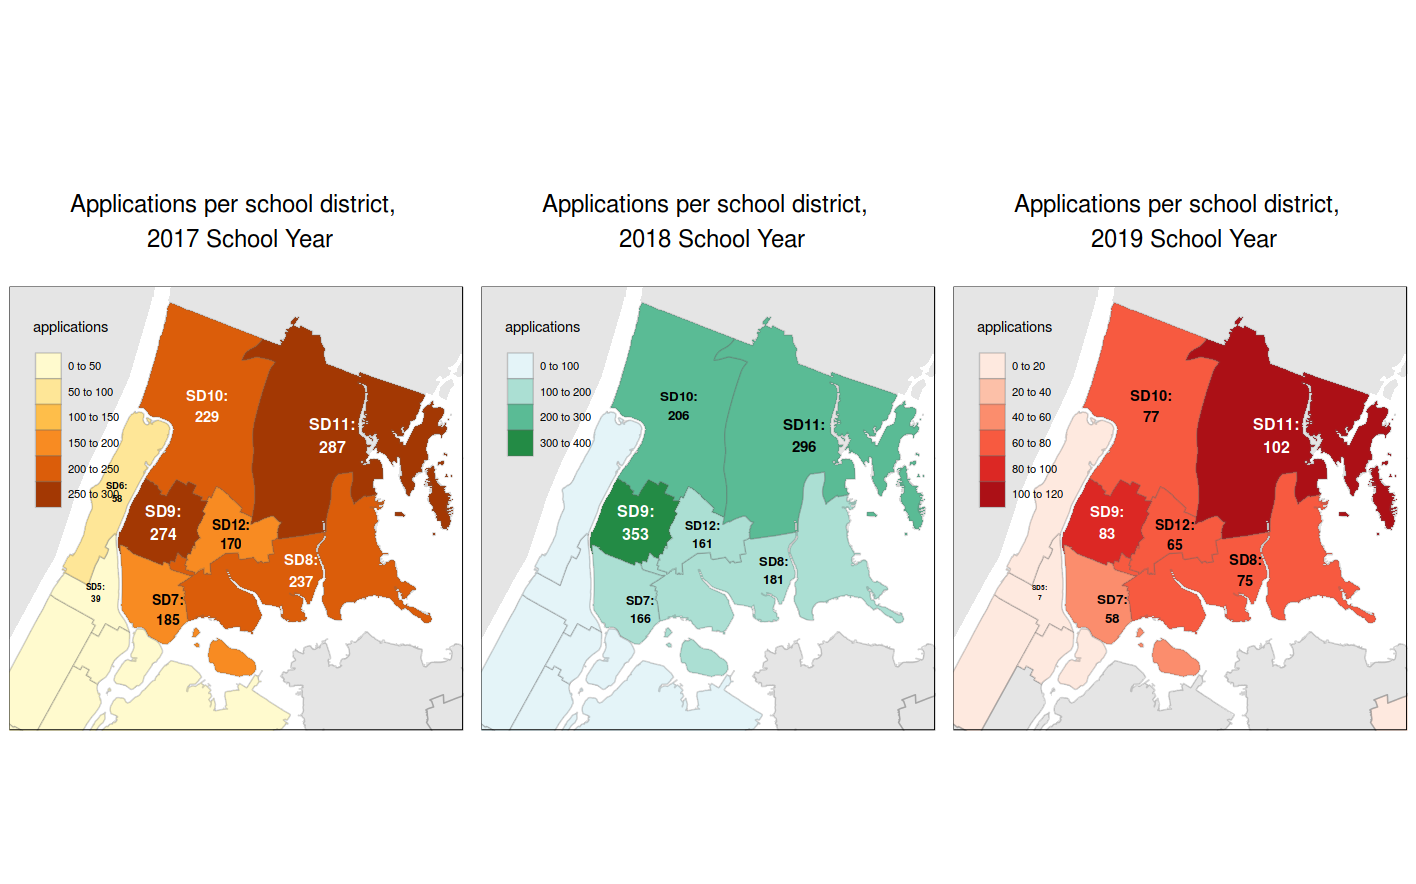 Applications per school district,
2017 School Year
applications
0 to 50
50 to 100
100 to 150
150 to 200
200 to 250
250 to 300
SD10:
229
SD11:
287
SD6:
58
SD9:
274
SD12:
170
SD8:
237
SD5:
39
SD7:
185
Applications per school district,
2018 School Year
applications
0 to 100
100 to 200
200 to 300
300 to 400
SD10:
206
SD11:
296
SD9:
353
SD12:
161
SD8:
181
SD7:
166
Applications per school district,
2019 School Year
applications
0 to 20
20 to 40
40 to 60
60 to 80
80 to 100
100 to 120
SD10:
77
SD11:
102
SD9:
83
SD12:
65
SD8:
75
SD5:
7
SD7:
58